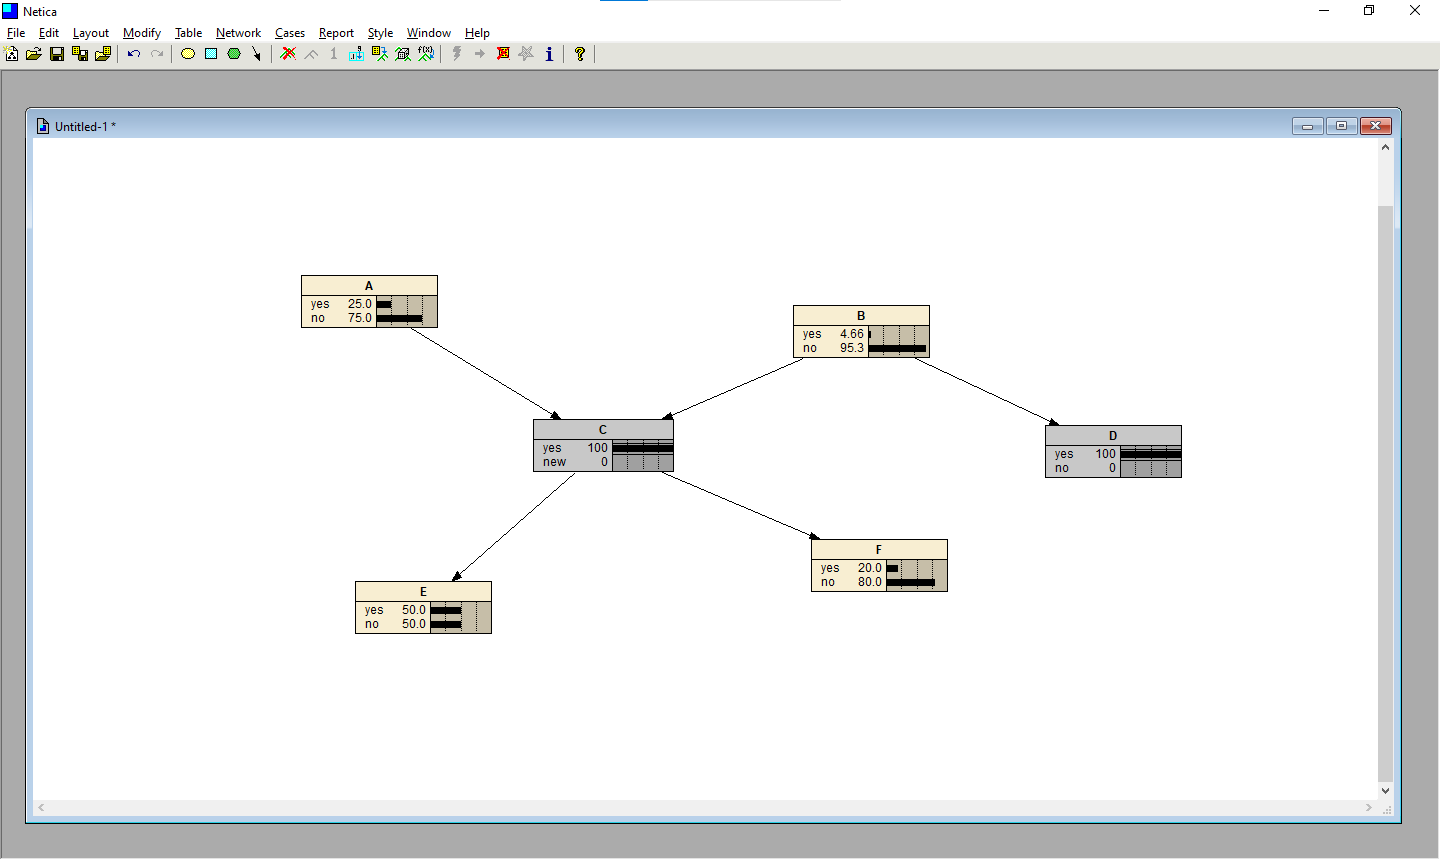 Netica
File Edit Layout Modify Table Network Cases Report Style Window Help
1 f(x) i ?
Untitled-1 *
A
yes 25.0
no 75.0
B
yes 4.66
no 95.3
C
yes 100
new 0
D
yes 100
no 0
F
yes 20.0
no 80.0
E
yes 50.0
no 50.0